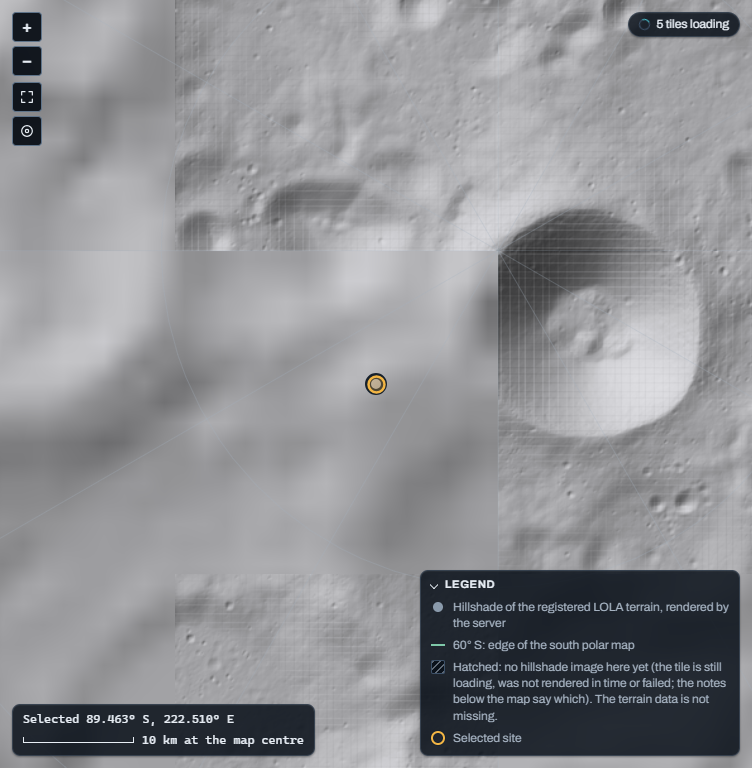 5 tiles loading
LEGEND
Hillshade of the registered LOLA terrain, rendered by
the server
60° S: edge of the south polar map
Hatched: no hillshade image here yet (the tile is still
loading, was not rendered in time or failed; the notes
below the map say which). The terrain data is not
missing.
Selected site
Selected 89.463° S, 222.510° E
10 km at the map centre